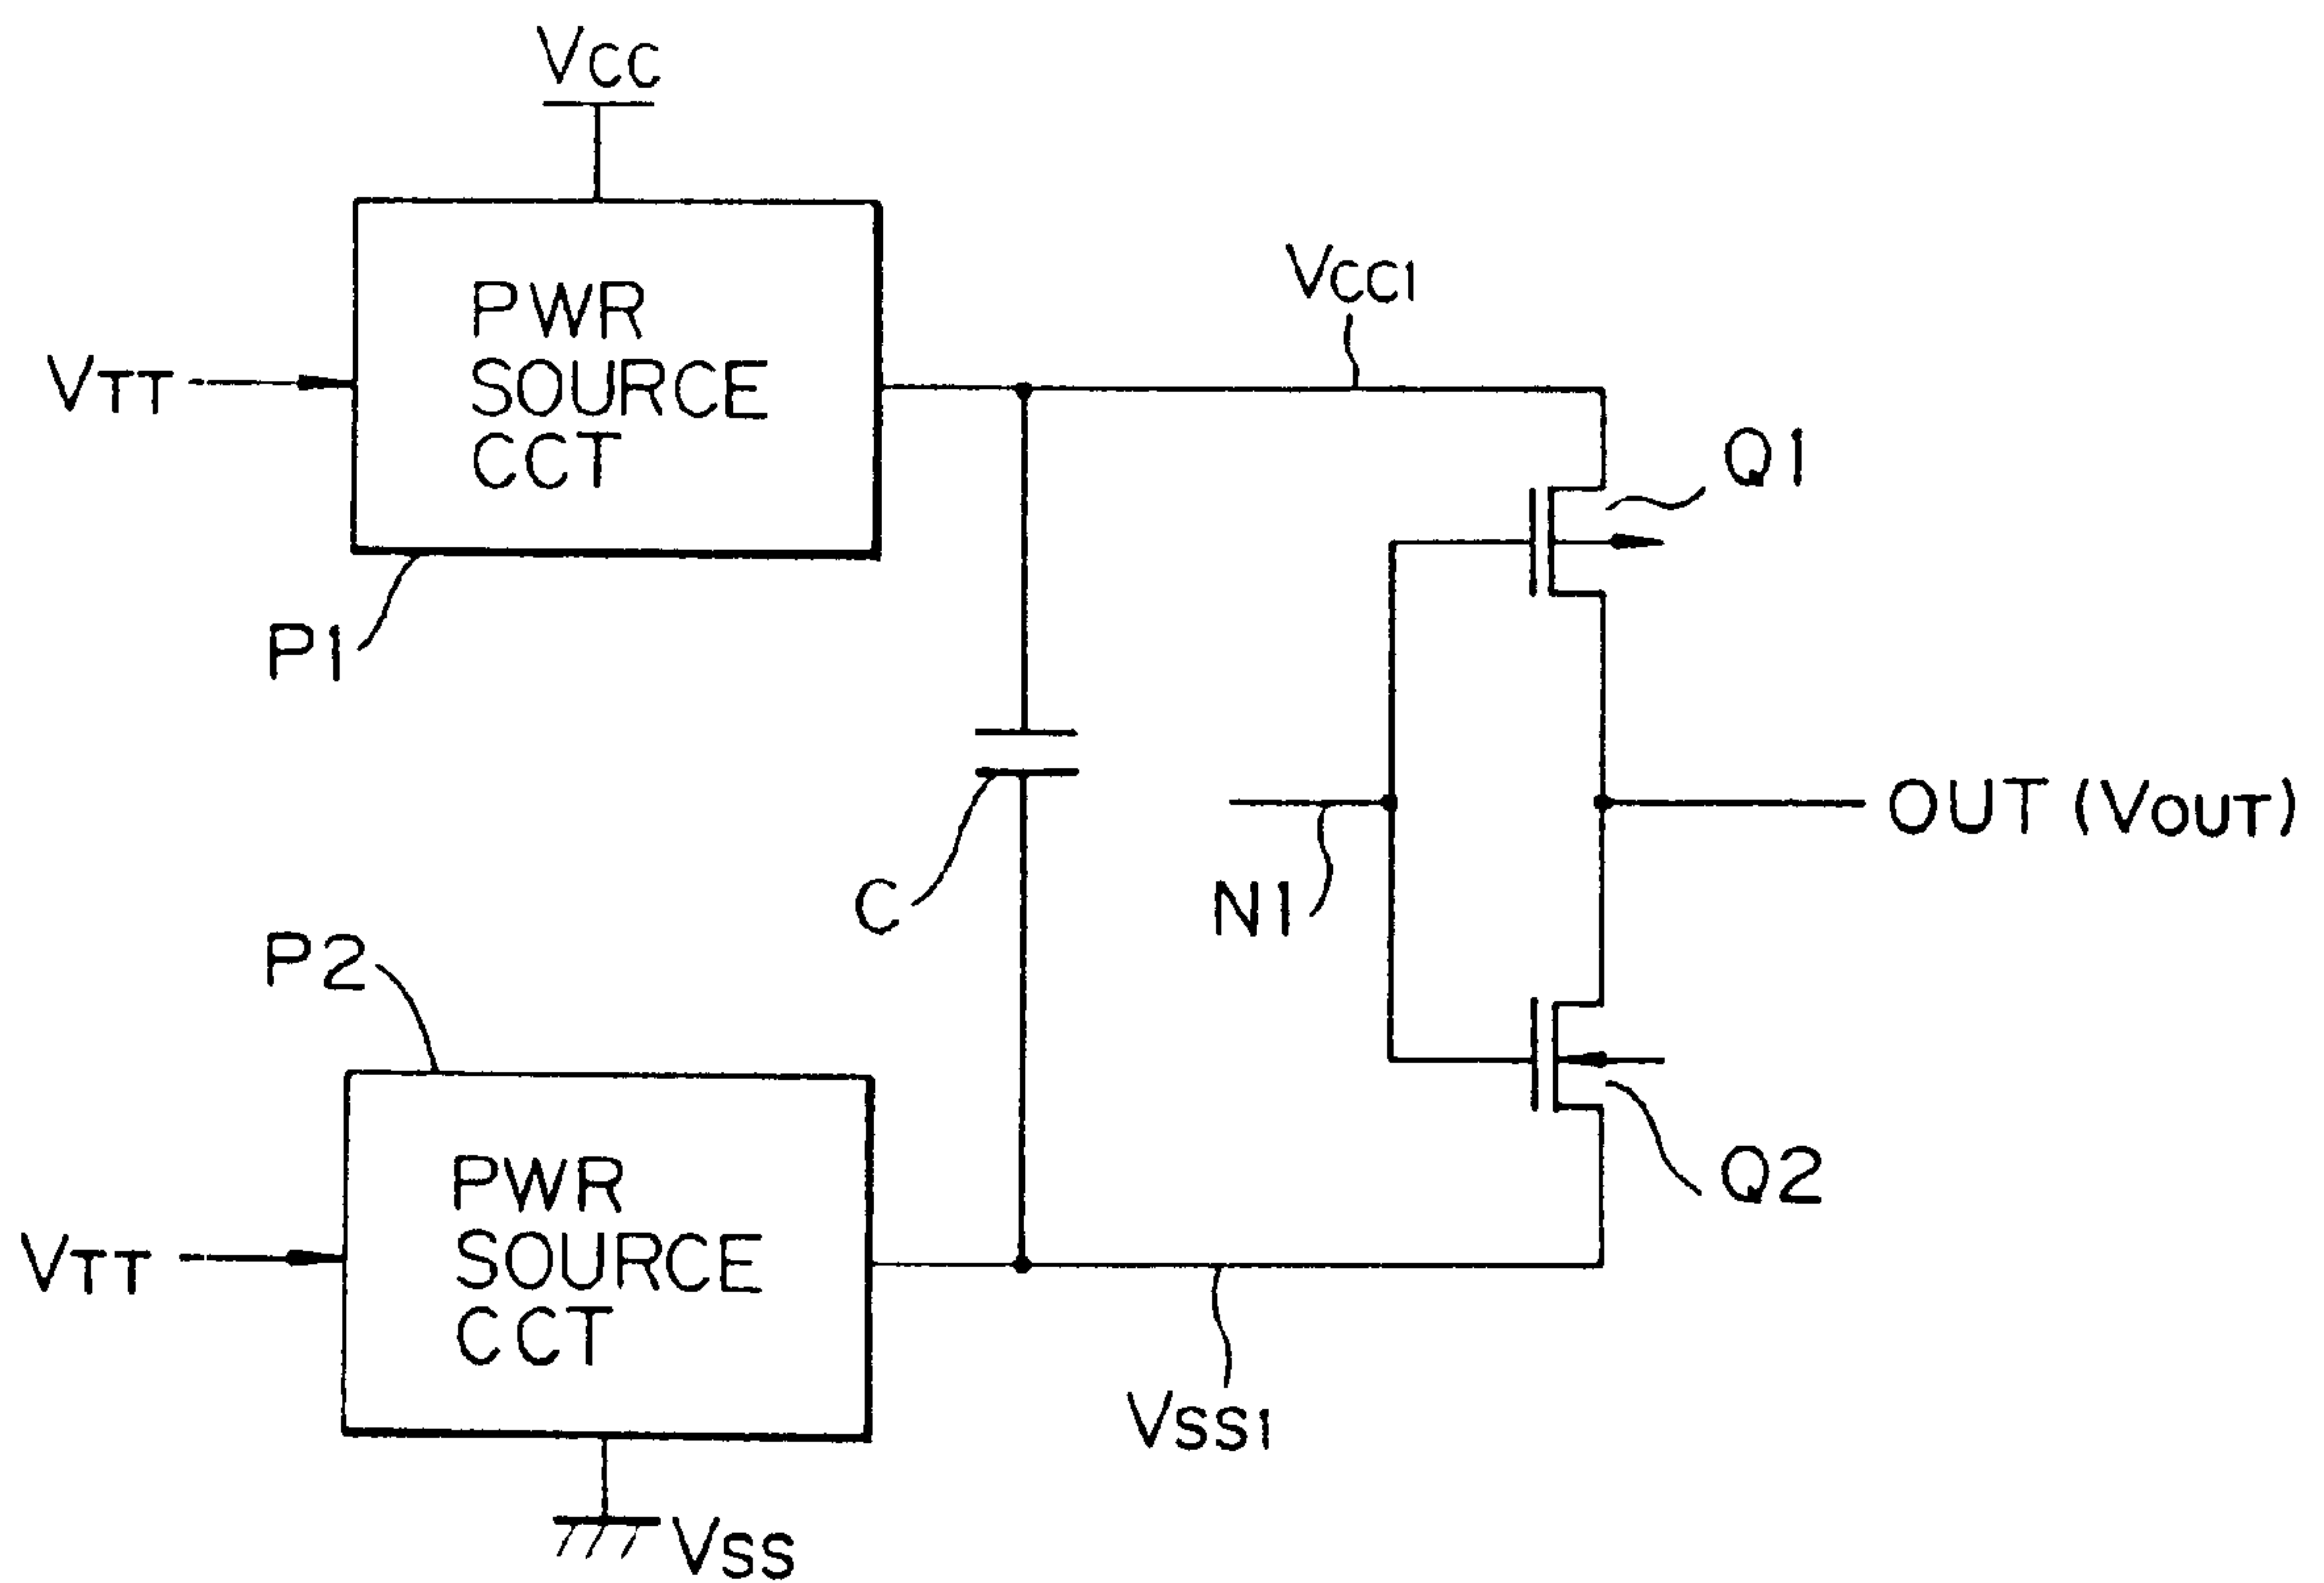 VCC
PWR
SOURCE
CCT
VTT
VCC1
Q1
P1
OUT (VOUT)
C
N1
P2
PWR
SOURCE
CCT
VTT
Q2
VSS1
VSS